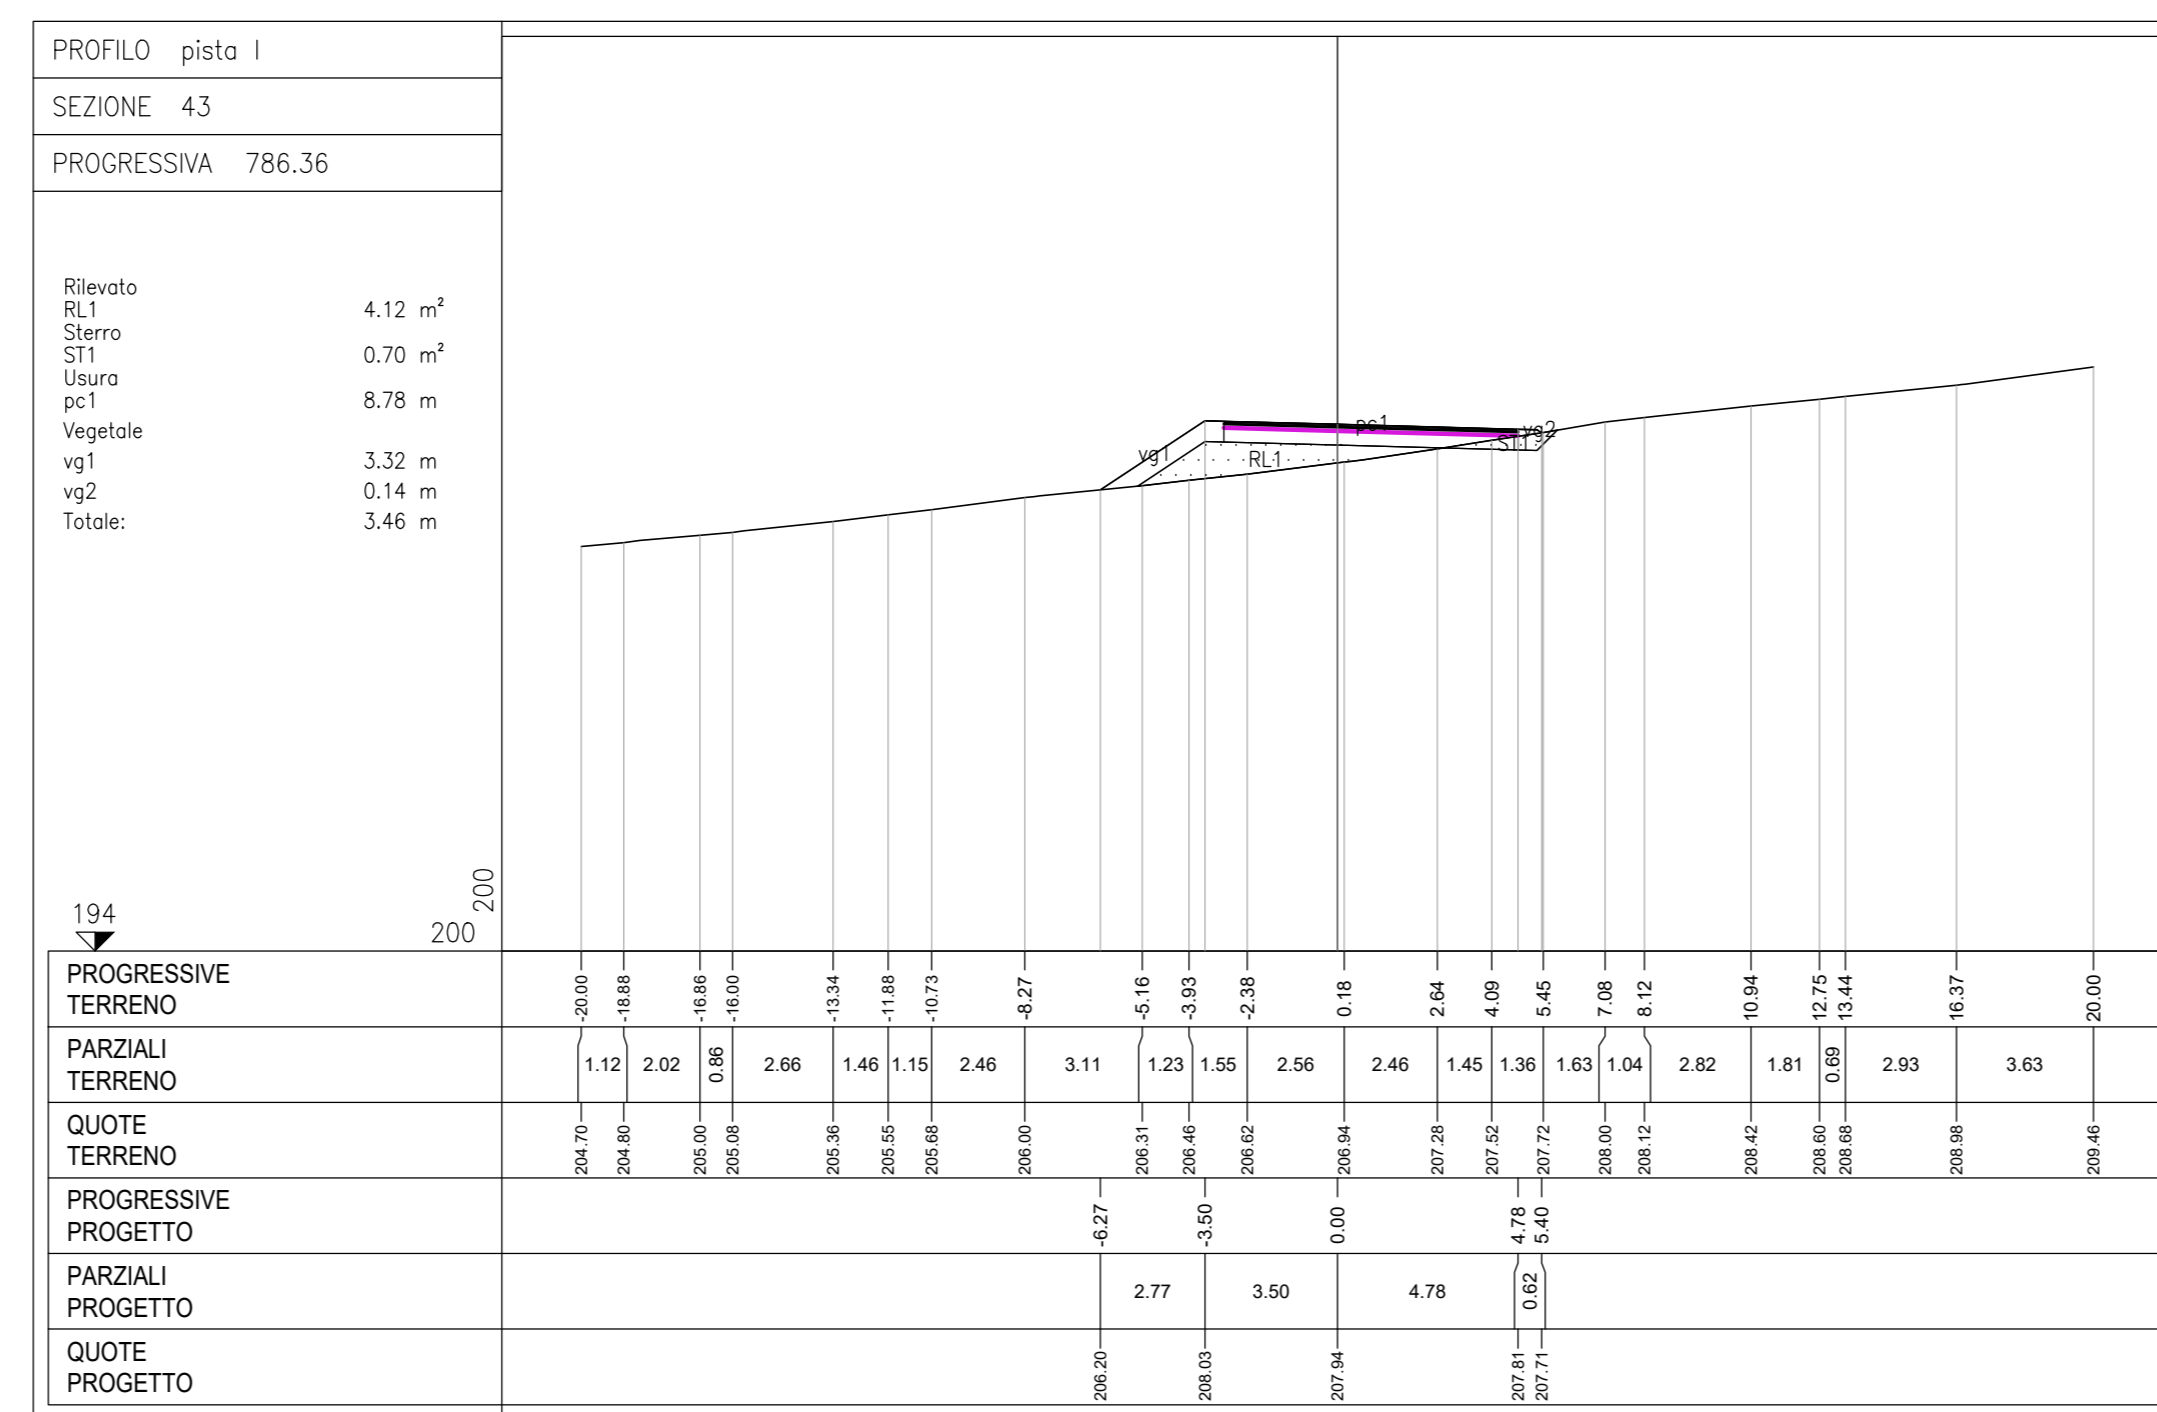 PROFILO pista I
SEZIONE 43
PROGRESSIVA 786.36
Rilevato
RL1 4.12 m²
Sterro
ST1 0.70 m²
Usura
pc1 8.78 m
Vegetale
vg1 3.32 m
vg2 0.14 m
Totale: 3.46 m
pc1
vg2
ST1
vg1
RL1
200
194
200
PROGRESSIVE
TERRENO
-20.00 -18.88 -16.86 -16.00 -13.34 -11.88 -10.73 -8.27 -5.16 -3.93 -2.38 0.18 2.64 4.09 5.45 7.08 8.12 10.94 12.75 13.44 16.37 20.00
PARZIALI
TERRENO
1.12 2.02 0.86 2.66 1.46 1.15 2.46 3.11 1.23 1.55 2.56 2.46 1.45 1.36 1.63 1.04 2.82 1.81 0.69 2.93 3.63
QUOTE
TERRENO
204.70 204.80 205.00 205.08 205.36 205.55 205.68 206.00 206.31 206.46 206.62 206.94 207.28 207.52 207.72 208.00 208.12 208.42 208.60 208.68 208.98 209.46
PROGRESSIVE
PROGETTO
-6.27 -3.50 0.00 4.78 5.40
PARZIALI
PROGETTO
2.77 3.50 4.78 0.62
QUOTE
PROGETTO
206.20 208.03 207.94 207.81 207.71